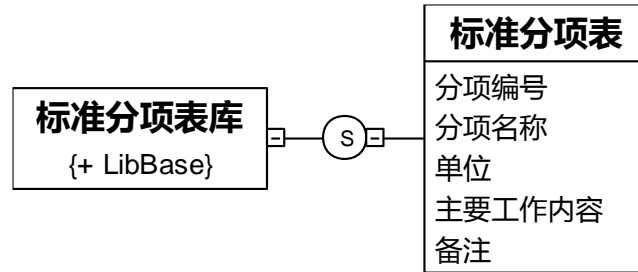 标准分项表库
{+ LibBase}
S
标准分项表
分项编号
分项名称
单位
主要工作内容
备注